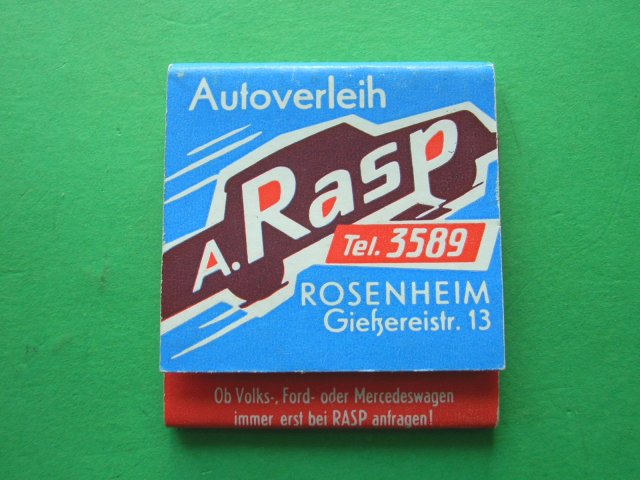 Autoverleih
A. Rasp
Tel. 3589
ROSENHEIM
Gießereistr. 13
Ob Volks-, Ford- oder Mercedeswagen
immer erst bei RASP anfragen!